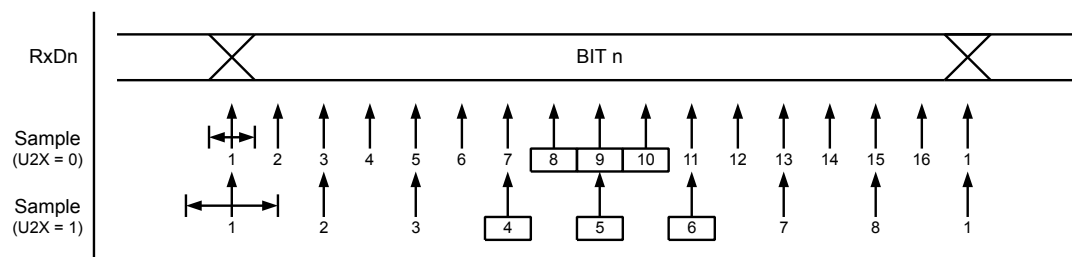 RxDn BIT n
Sample
(U2X = 0) 1 2 3 4 5 6 7 8 9 10 11 12 13 14 15 16 1
Sample
(U2X = 1) 1 2 3 4 5 6 7 8 1